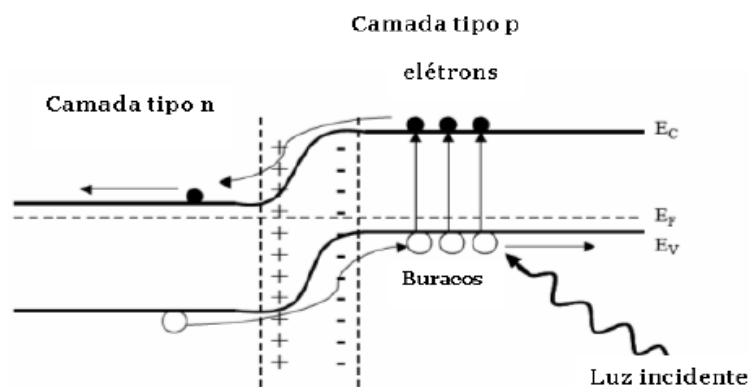 Camada tipo p
elétrons
Camada tipo n
E_C
E_F
E_V
Buracos
Luz incidente
+
+
+
+
+
+
+
+
-
-
-
-
-
-
-
-
-
-